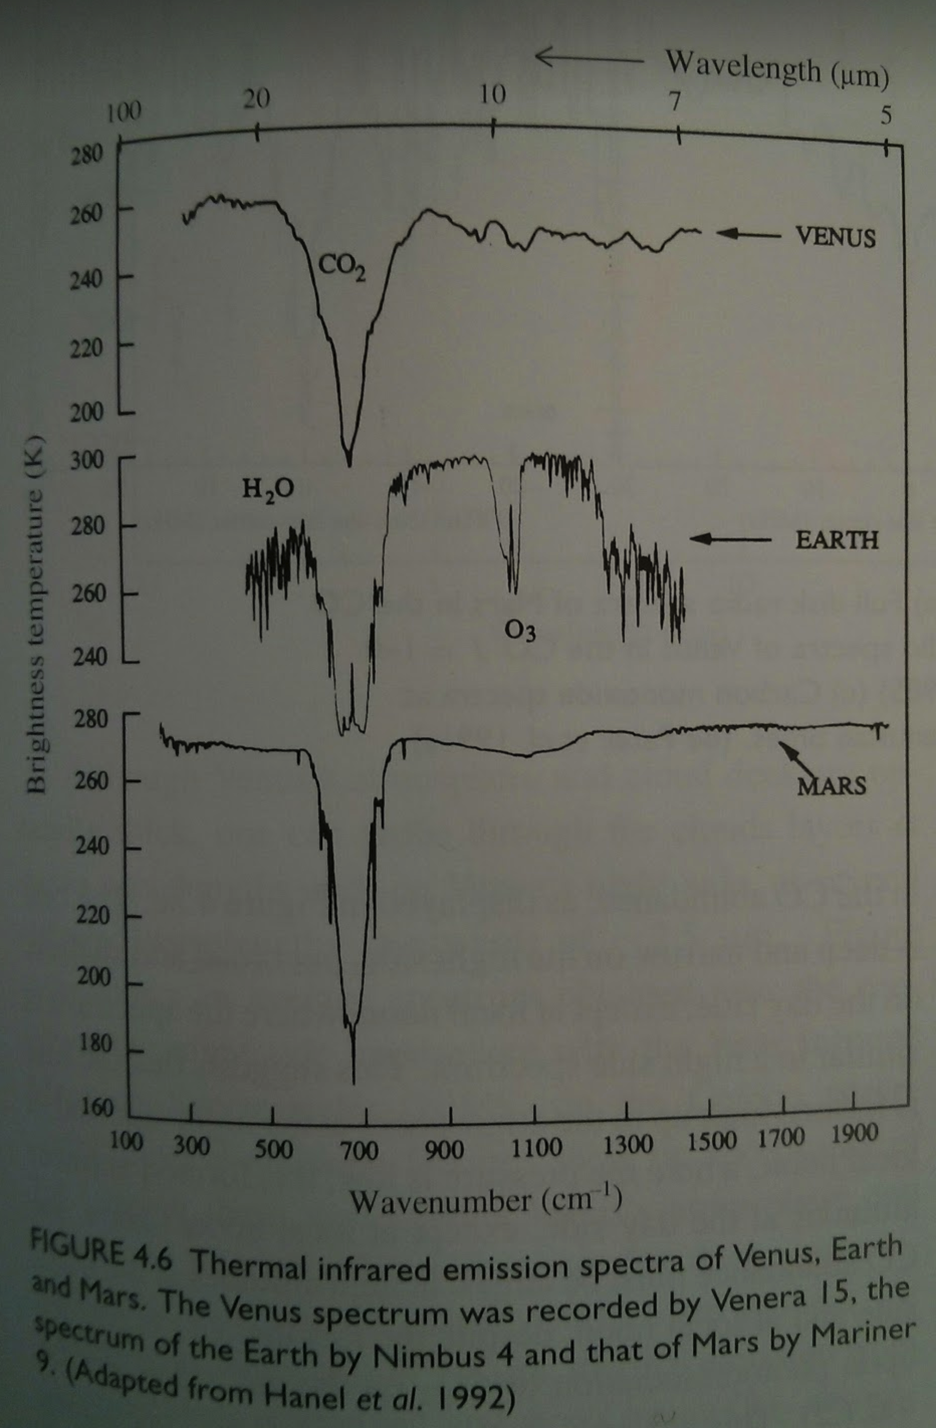 Wavelength (μm)
100 20 10 7 5
280
260
240
220
200
VENUS
CO2
300
280
260
240
H2O
EARTH
O3
280
260
240
220
200
180
160
MARS
Brightness temperature (K)
100 300 500 700 900 1100 1300 1500 1700 1900
Wavenumber (cm-1)
FIGURE 4.6 Thermal infrared emission spectra of Venus, Earth
and Mars. The Venus spectrum was recorded by Venera 15, the
spectrum of the Earth by Nimbus 4 and that of Mars by Mariner
9. (Adapted from Hanel et al. 1992)